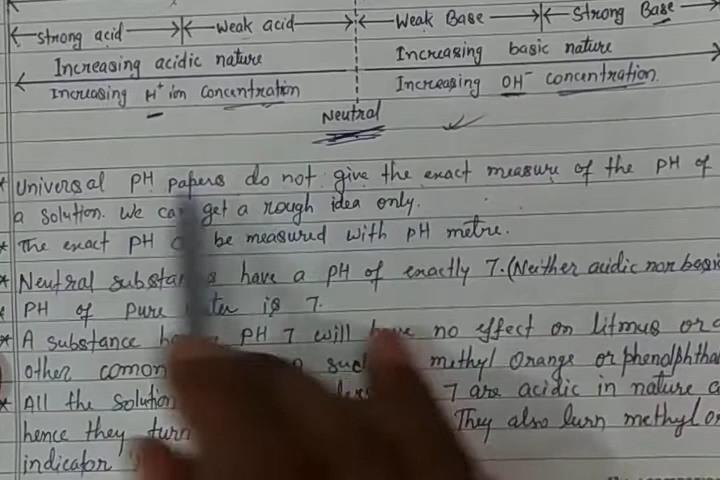 strong acid weak acid Weak Base Strong Base
Increasing acidic nature Increasing basic nature
Increasing H+ ion concentration Increasing OH- concentration
Neutral
* Universal PH papers do not give the exact measure of the PH of
a solution. We can get a rough idea only.
* The exact PH be measured with pH metre.
* Neutral substan s have a pH of exactly 7. (Neither acidic nor basic
* PH of pure is 7.
* A substance PH 7 will have no effect on litmus or
other comon such methyl Orange or phenolphtha
* All the solution 7 are acidic in nature
hence they turn They also turn methyl or
indicator